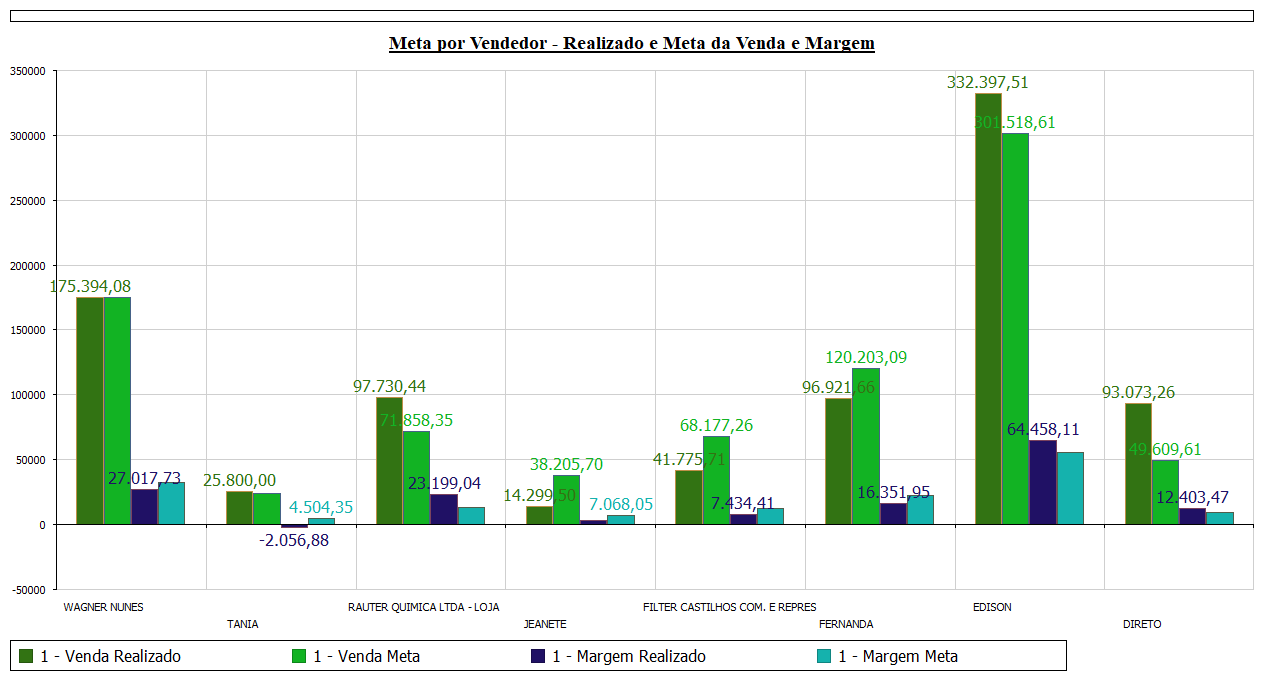 Meta por Vendedor - Realizado e Meta da Venda e Margem
350000
300000
250000
200000
150000
100000
50000
0
-50000
175.394,08
27.017,73
25.800,00
-2.056,88
4.504,35
97.730,44
71.858,35
23.199,04
14.299,50
38.205,70
7.068,05
41.775,71
68.177,26
7.434,41
96.921,66
120.203,09
16.351,95
332.397,51
301.518,61
64.458,11
93.073,26
49.609,61
12.403,47
WAGNER NUNES
TANIA
RAUTER QUIMICA LTDA - LOJA
JEANETE
FILTER CASTILHOS COM. E REPRES
FERNANDA
EDISON
DIRETO
1 - Venda Realizado
1 - Venda Meta
1 - Margem Realizado
1 - Margem Meta